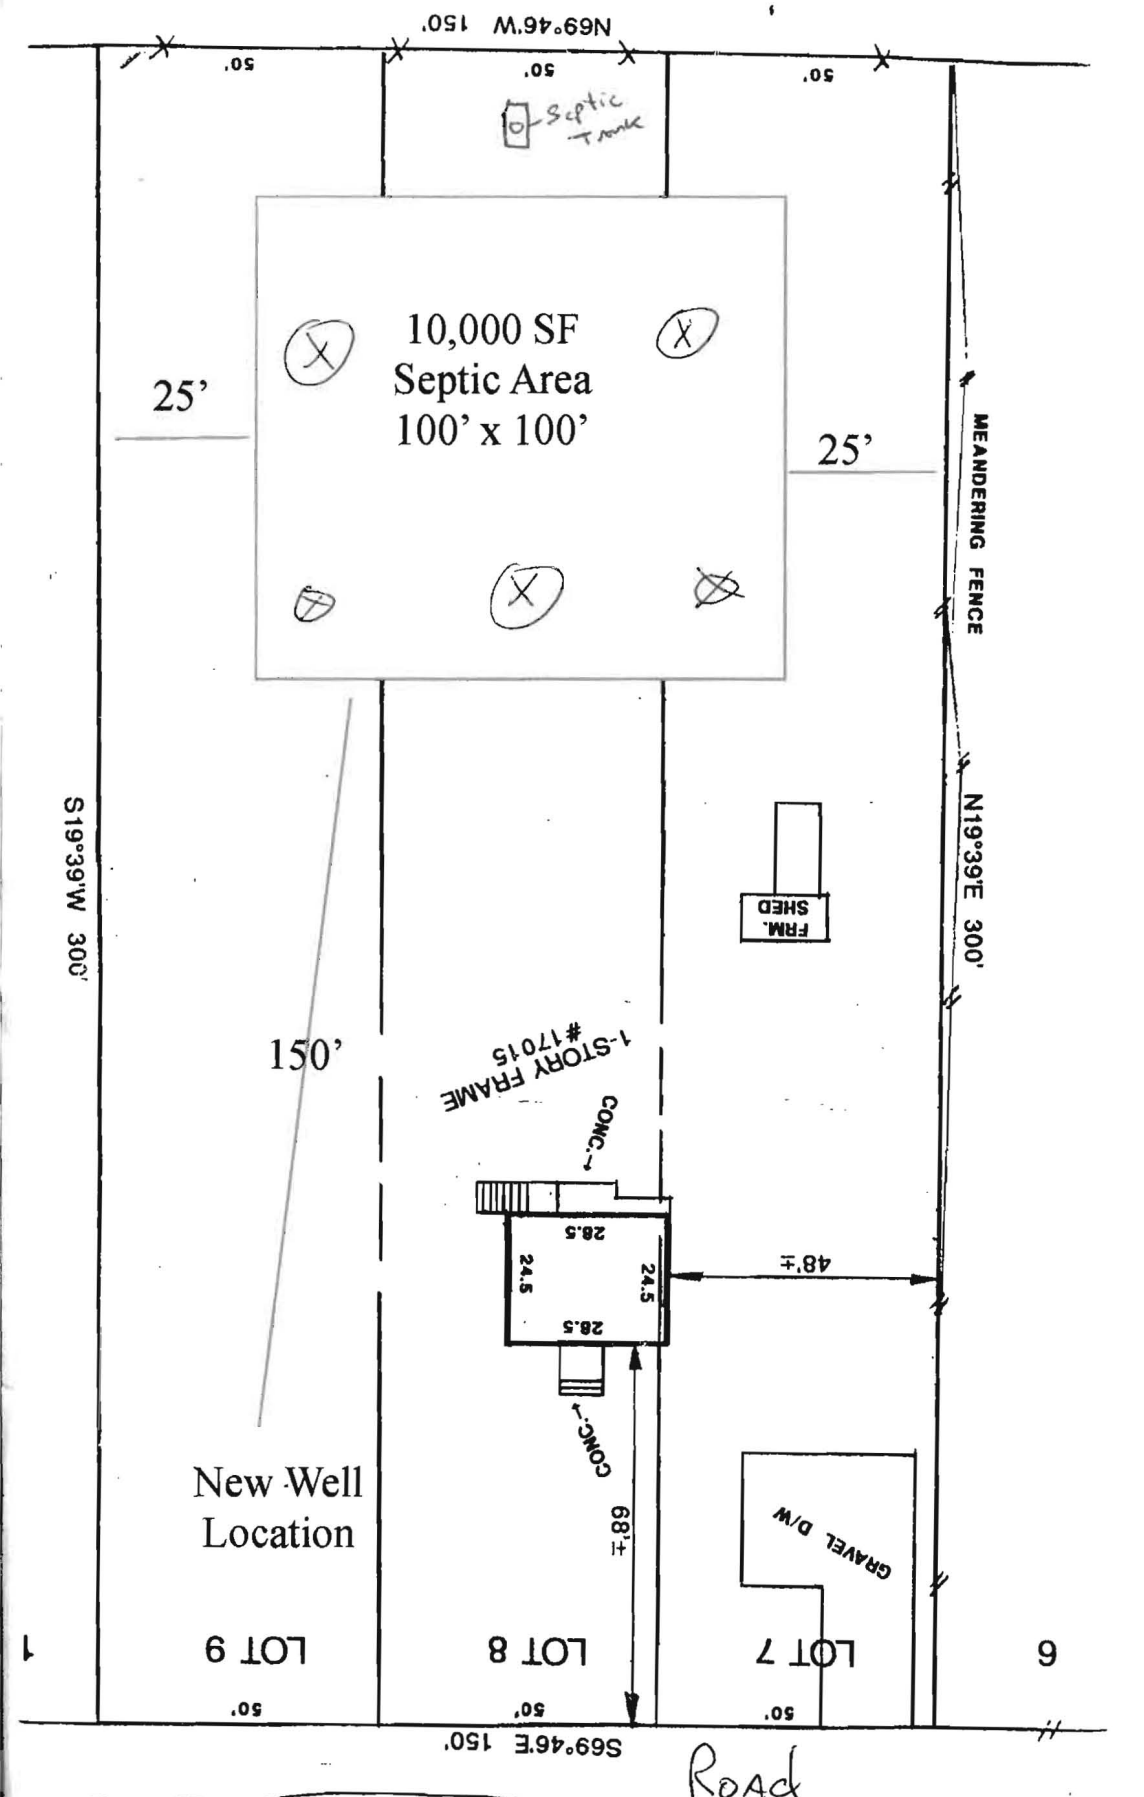 N69°46'W 150'
50'
50'
50'
Septic
Tank
10,000 SF
Septic Area
100' x 100'
25'
25'
MEANDERING FENCE
S19°39'W 300'
N19°39'E 300'
FRM.
SHED
150'
1-STORY FRAME
#17015
CONC.
28.5
24.5
24.5
28.5
48'±
CONC.
68'±
New Well
Location
GRAVEL D/W
1
LOT 9
LOT 8
LOT 7
6
50'
50'
50'
S69°46'E 150'
ROAD